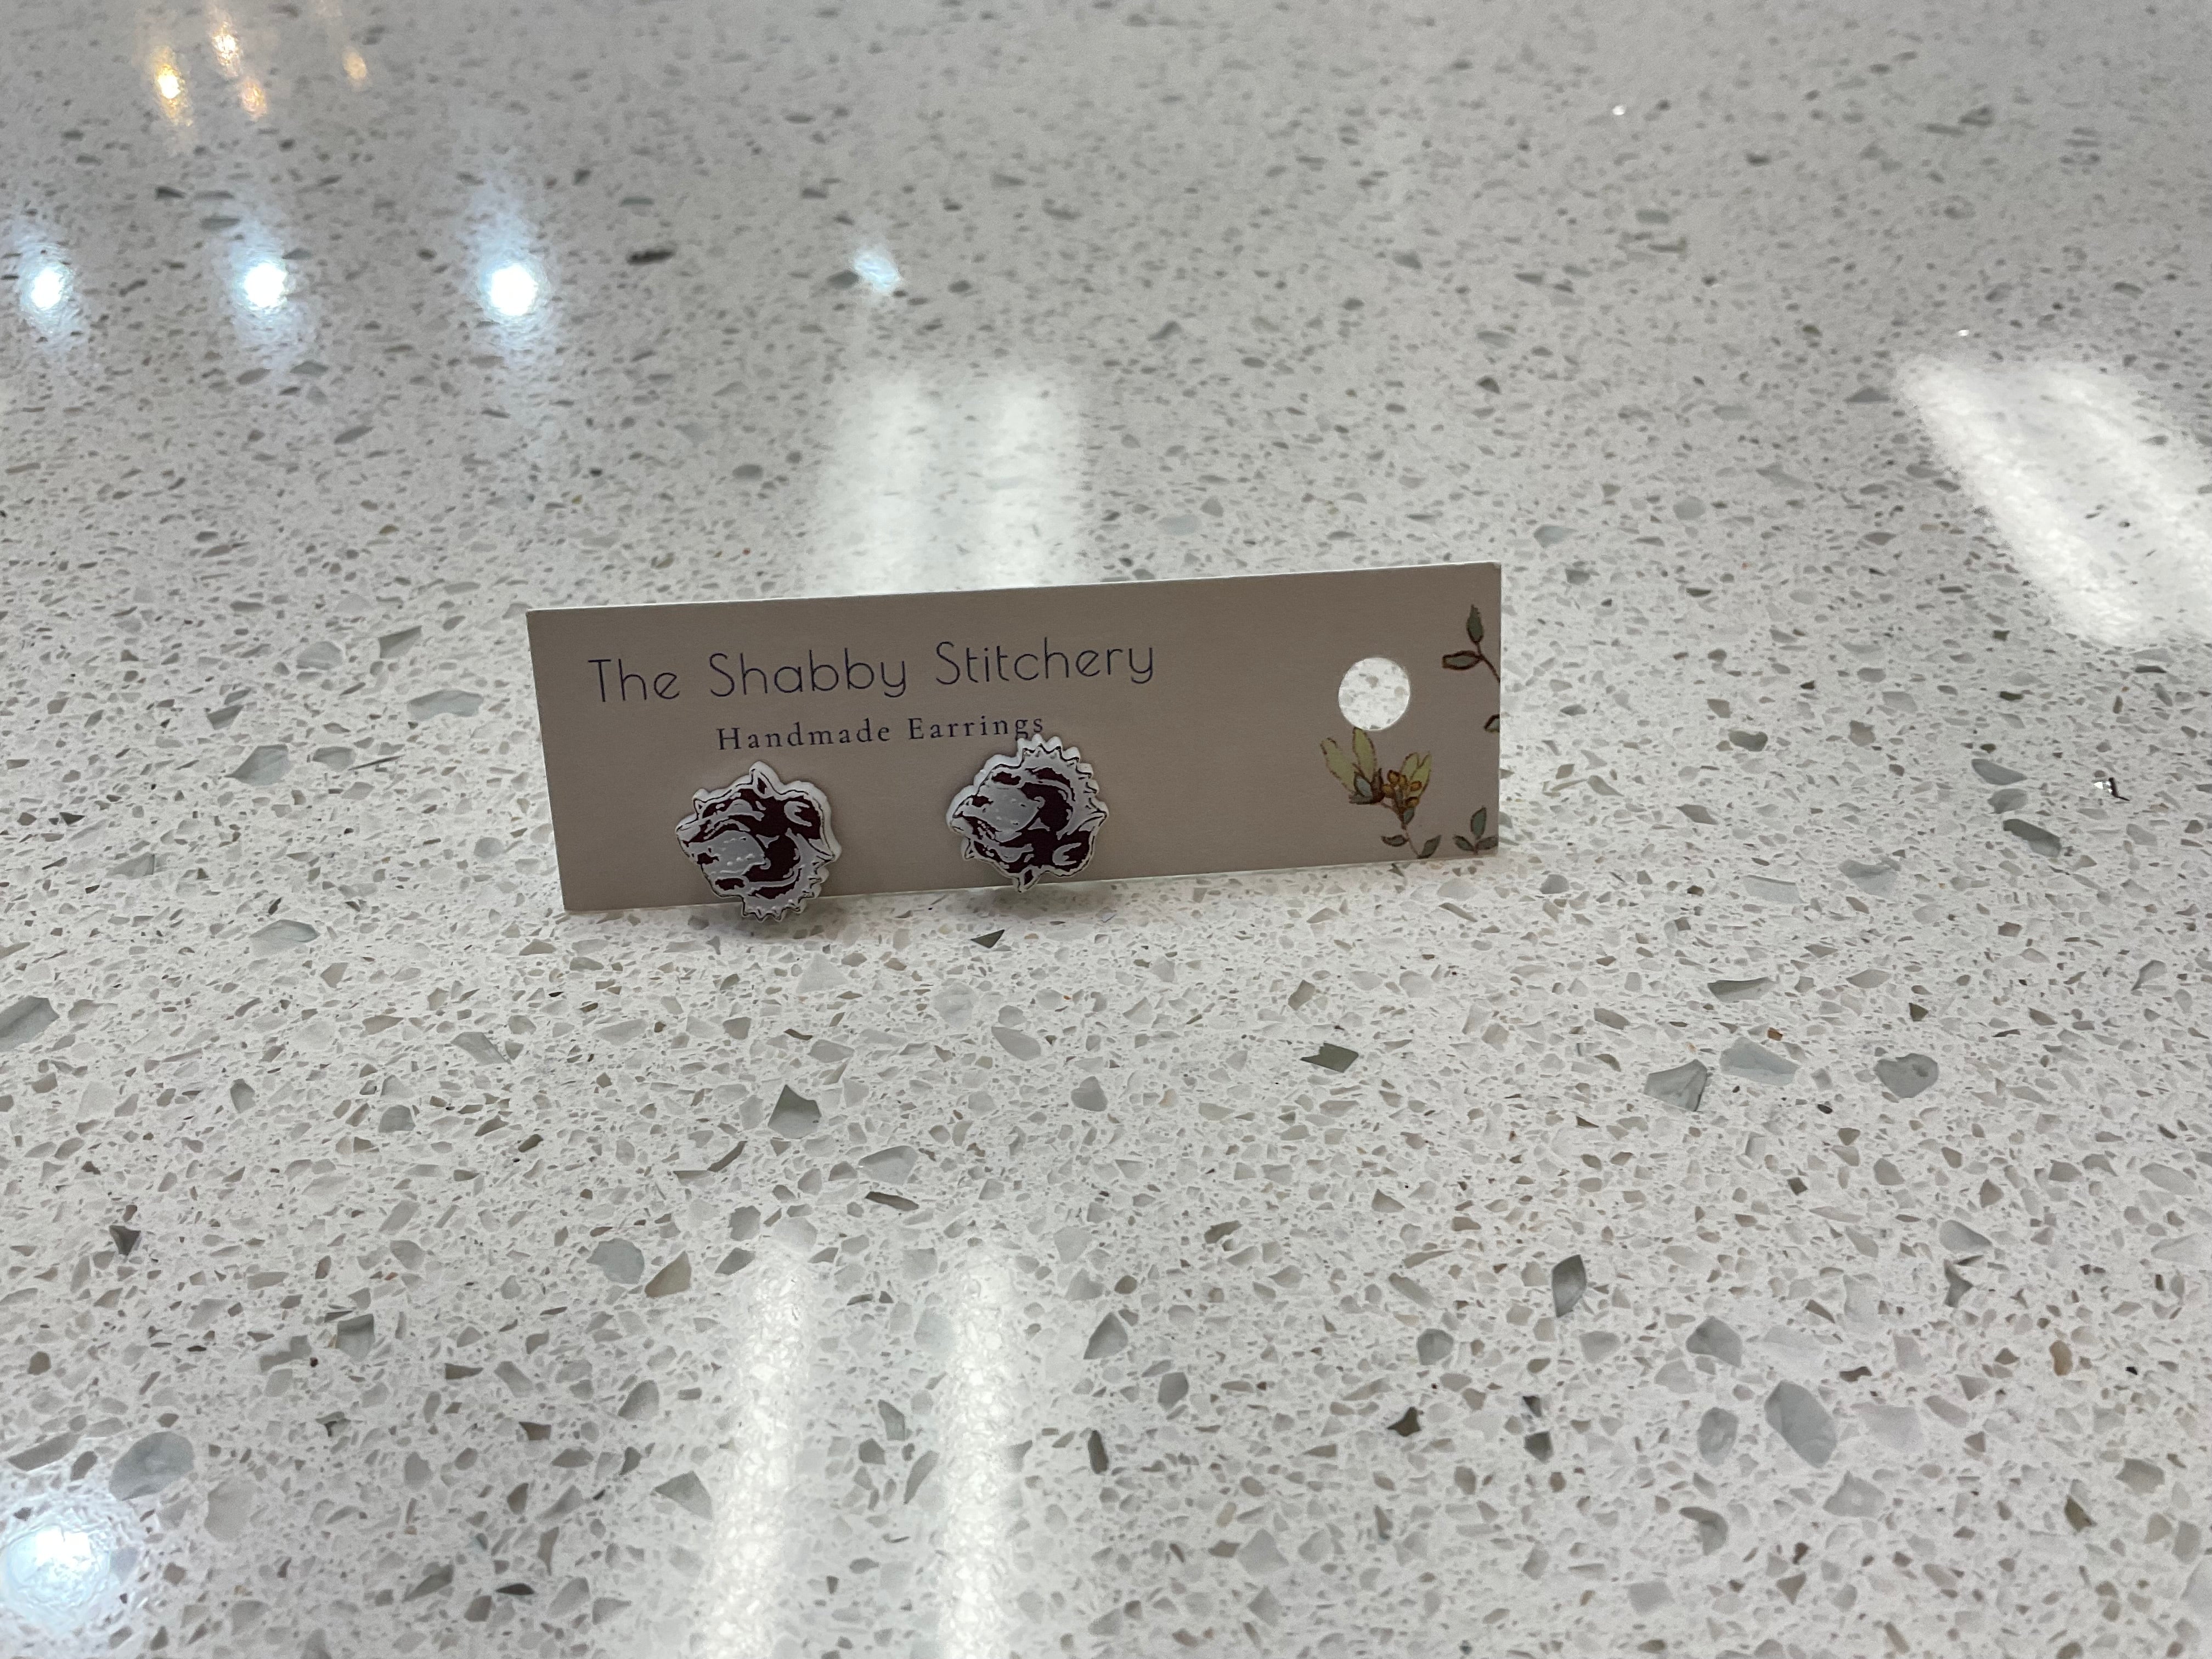 The Shabby Stitchery
Handmade Earrings